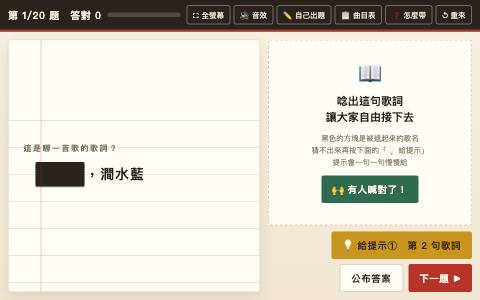 第 1/20 題 答對 0
⛶ 全螢幕
🔊 音效
✏️ 自己出題
📋 曲目表
❓ 怎麼帶
↺ 重來
這是哪一首歌的歌詞？
，澗水藍
唸出這句歌詞
讓大家自由接下去
黑色的方塊是被遮起來的歌名
猜不出來再按下面的「💡 給提示」
提示會一句一句慢慢給
🙌 有人喊對了！
💡 給提示① 第 2 句歌詞
公布答案
下一題 ▶